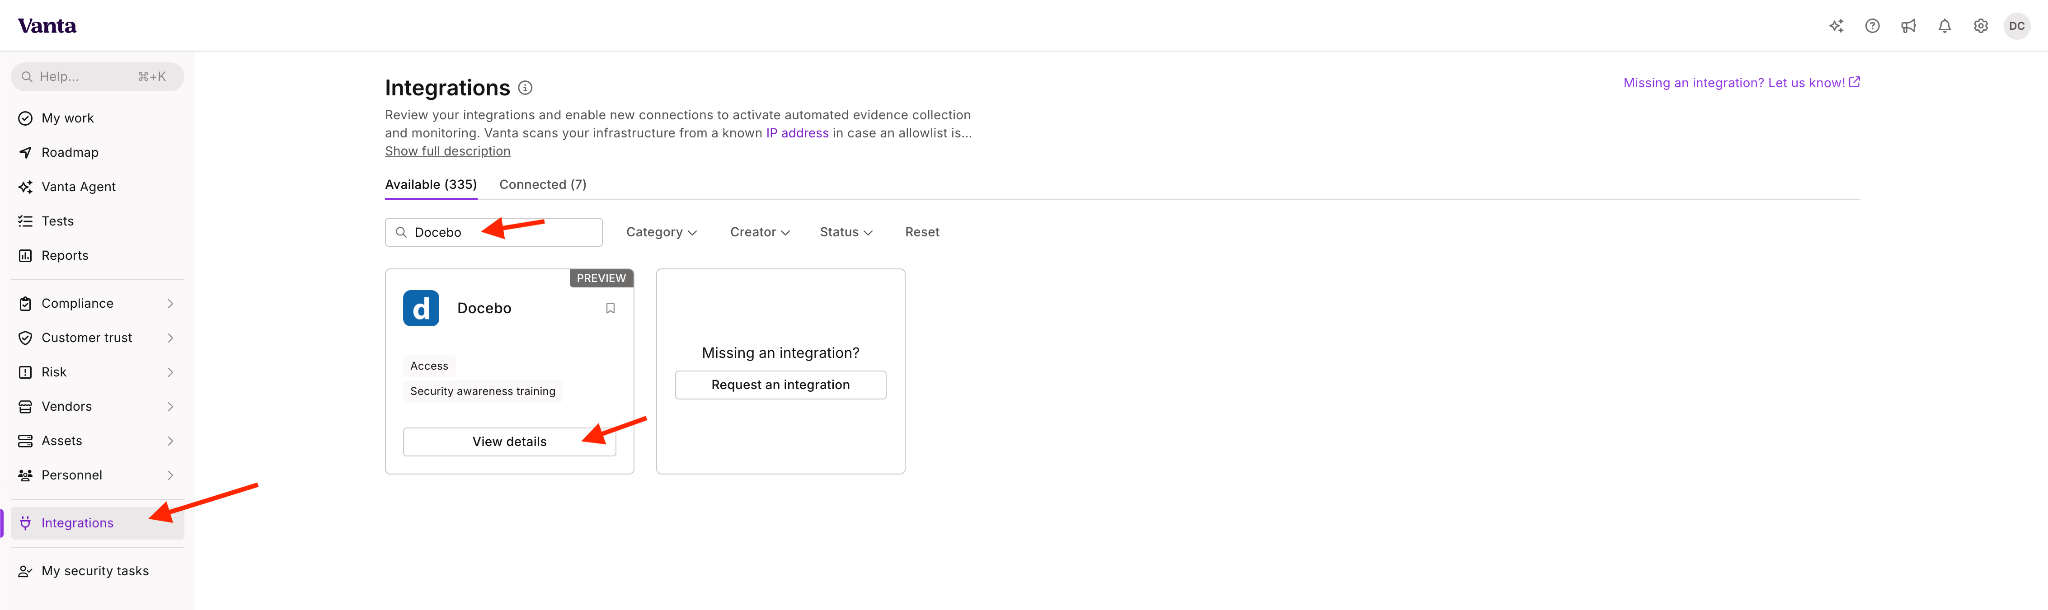 Vanta
DC
Help...
⌘+K
My work
Roadmap
Vanta Agent
Tests
Reports
Compliance
Customer trust
Risk
Vendors
Assets
Personnel
Integrations
My security tasks
Integrations
Missing an integration? Let us know!
Review your integrations and enable new connections to activate automated evidence collection
and monitoring. Vanta scans your infrastructure from a known IP address in case an allowlist is...
Show full description
Available (335)
Connected (7)
Docebo
Category
Creator
Status
Reset
PREVIEW
d
Docebo
Access
Security awareness training
View details
Missing an integration?
Request an integration